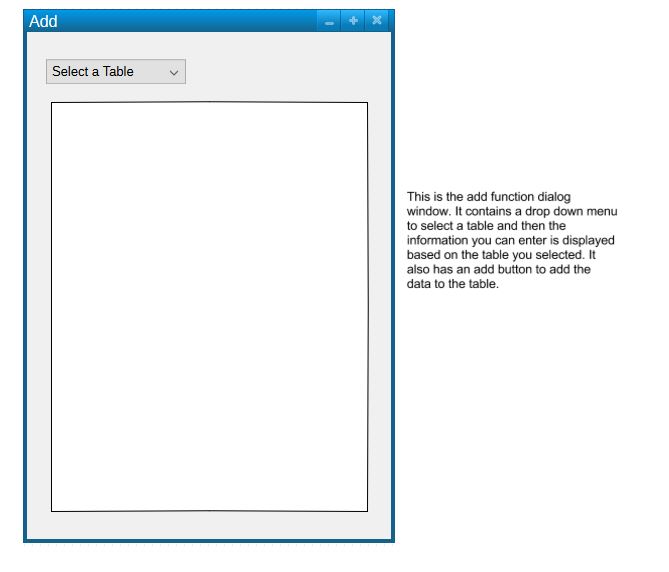 Add
Select a Table
This is the add function dialog
window. It contains a drop down menu
to select a table and then the
information you can enter is displayed
based on the table you selected. It
also has an add button to add the
data to the table.